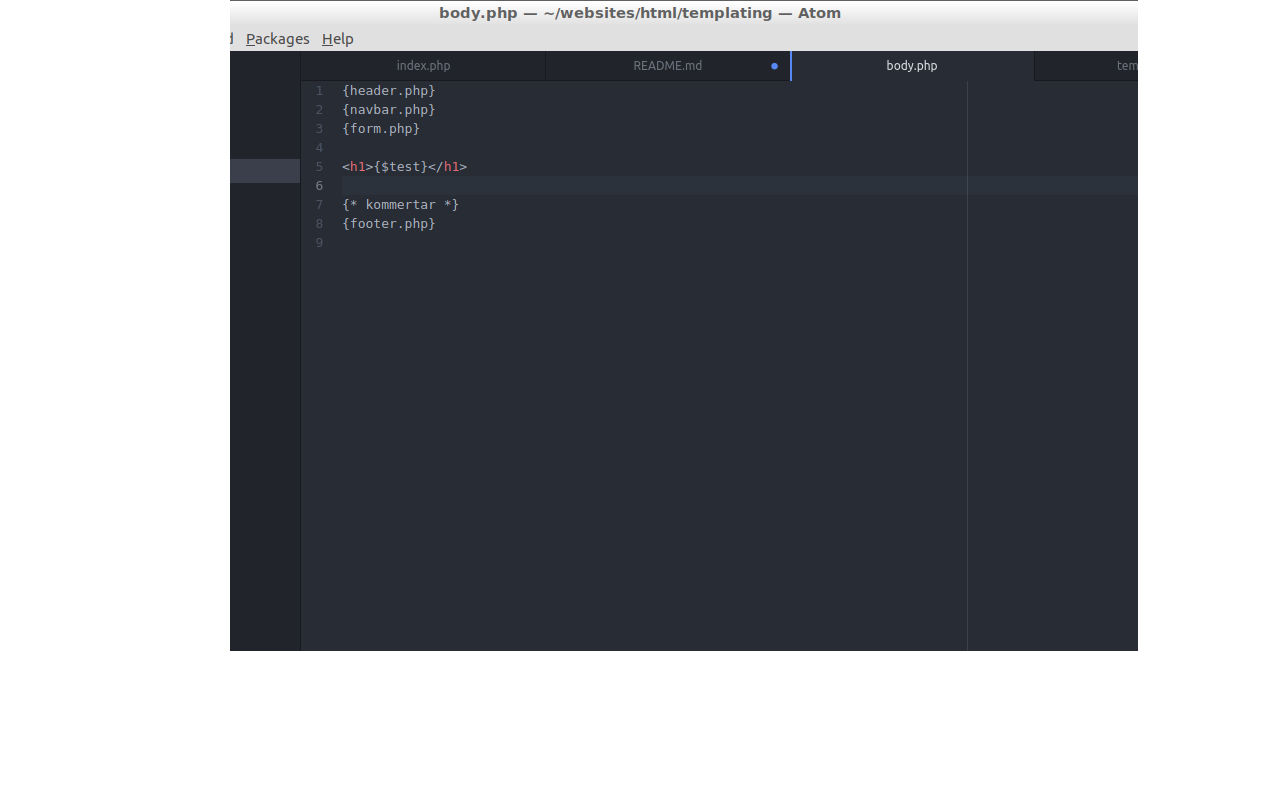 body.php — ~/websites/html/templating — Atom
Packages Help
index.php README.md body.php
1 {header.php}
2 {navbar.php}
3 {form.php}
4
5 <h1>{$test}</h1>
6
7 {* kommertar *}
8 {footer.php}
9